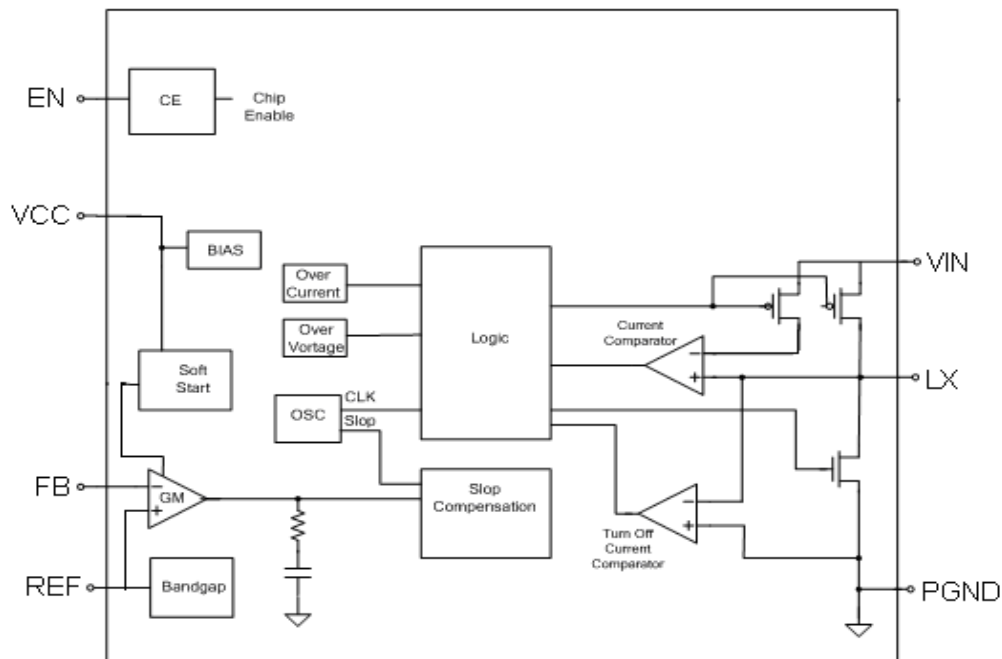 EN
CE
Chip
Enable
VCC
BIAS
Over
Current
Over
Vortage
Logic
Current
Comparator
VIN
LX
Soft
Start
OSC
CLK
Slop
FB
GM
Slop
Compensation
Turn Off
Current
Comparator
REF
Bandgap
PGND